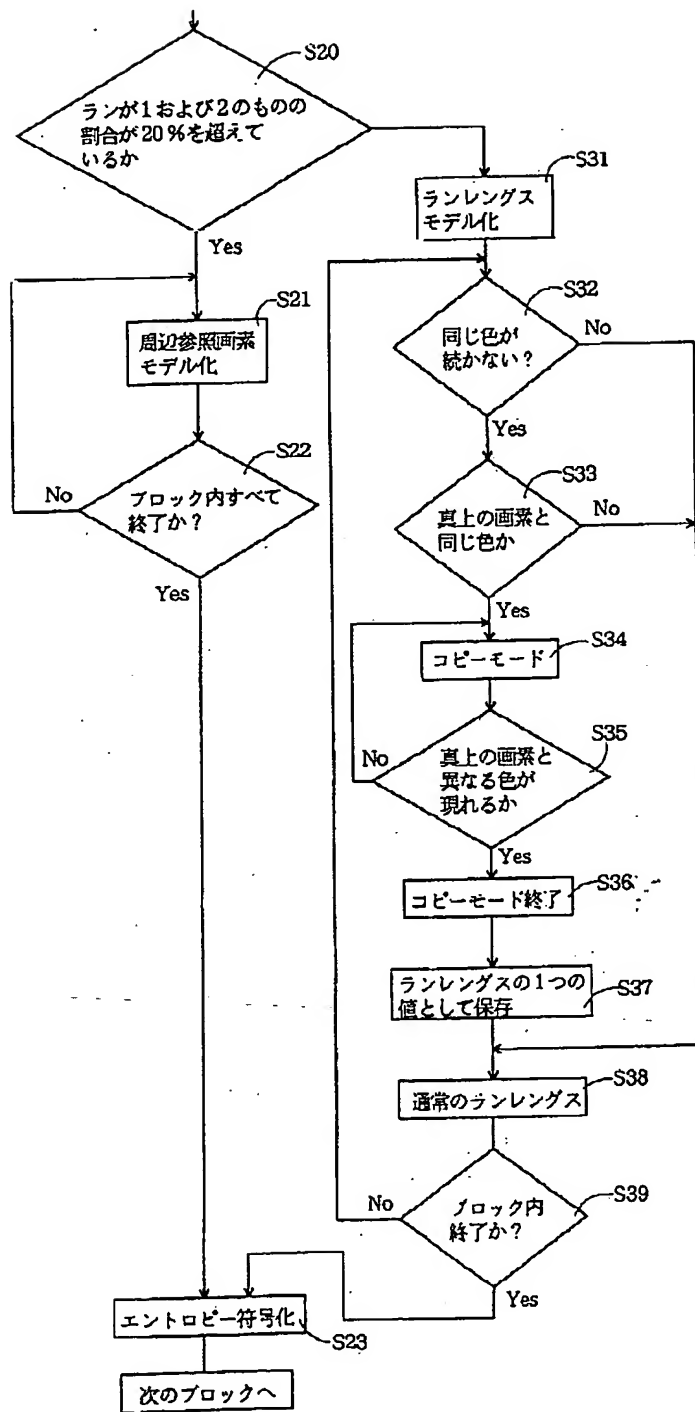 S20
ランが1および2のものの
割合が20%を超えて
いるか
Yes
S21
周辺参照画素
モデル化
S22
ブロック内すべて
終了か?
No
Yes
S31
ランレングス
モデル化
S32
同じ色が
続かない?
No
Yes
S33
真上の画素と
同じ色か
No
Yes
S34
コピーモード
S35
真上の画素と
異なる色が
現れるか
No
Yes
S36
コピーモード終了
S37
ランレングスの1つの
値として保存
S38
通常のランレングス
S39
ブロック内
終了か?
No
Yes
エントロピー符号化
S23
次のブロックへ